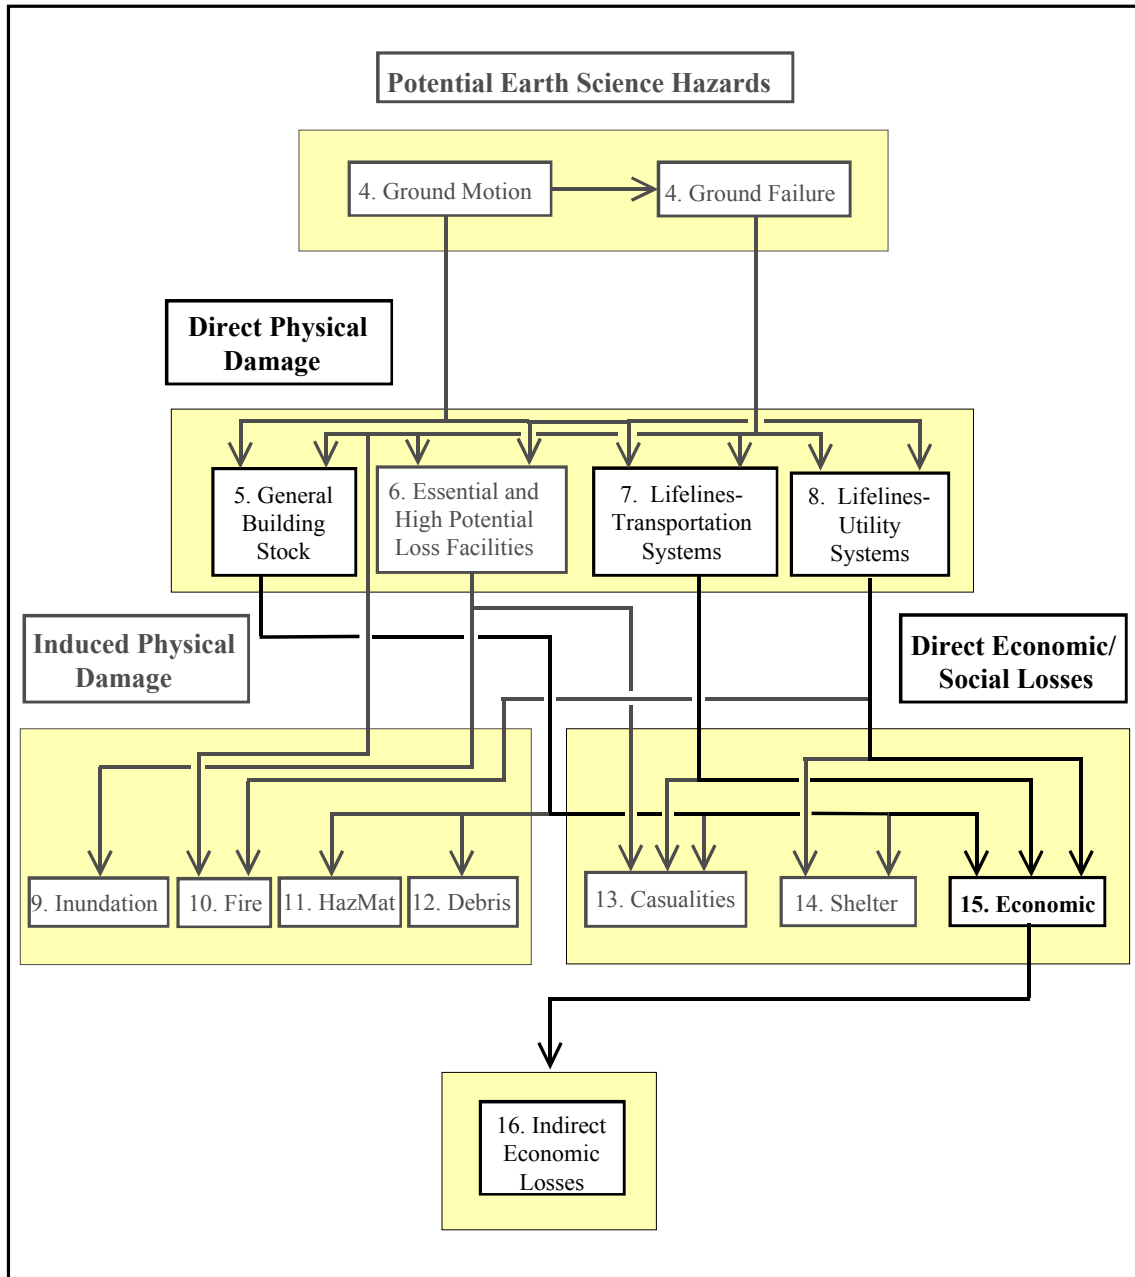 Potential Earth Science Hazards
4. Ground Motion
4. Ground Failure
Direct Physical
Damage
5. General
Building
Stock
6. Essential and
High Potential
Loss Facilities
7. Lifelines-
Transportation
Systems
8. Lifelines-
Utility
Systems
Induced Physical
Damage
Direct Economic/
Social Losses
9. Inundation
10. Fire
11. HazMat
12. Debris
13. Casualities
14. Shelter
15. Economic
16. Indirect
Economic
Losses